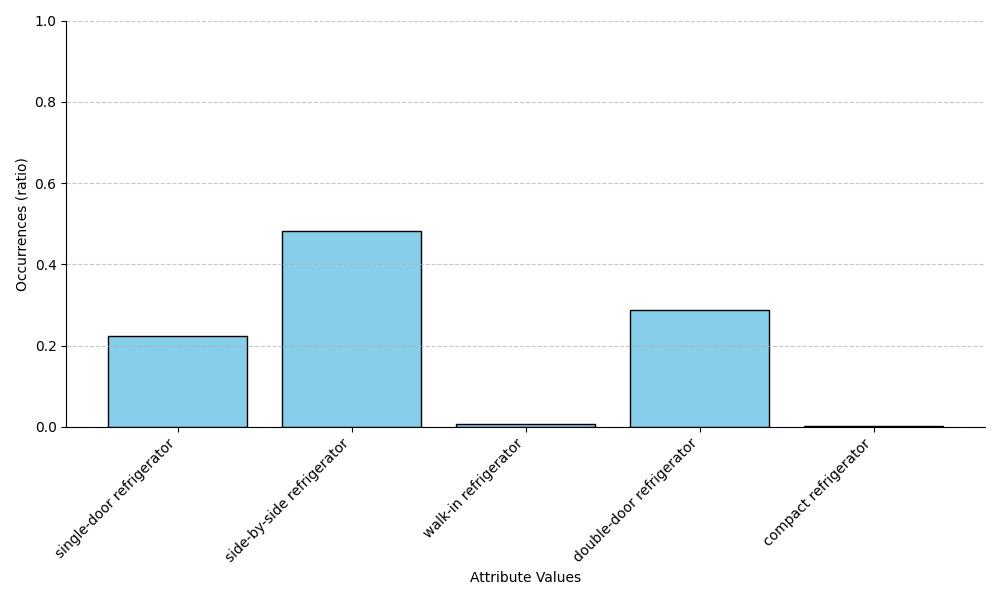 1.0
0.8
0.6
0.4
0.2
0.0
Occurrences (ratio)
single-door refrigerator
side-by-side refrigerator
walk-in refrigerator
double-door refrigerator
compact refrigerator
Attribute Values